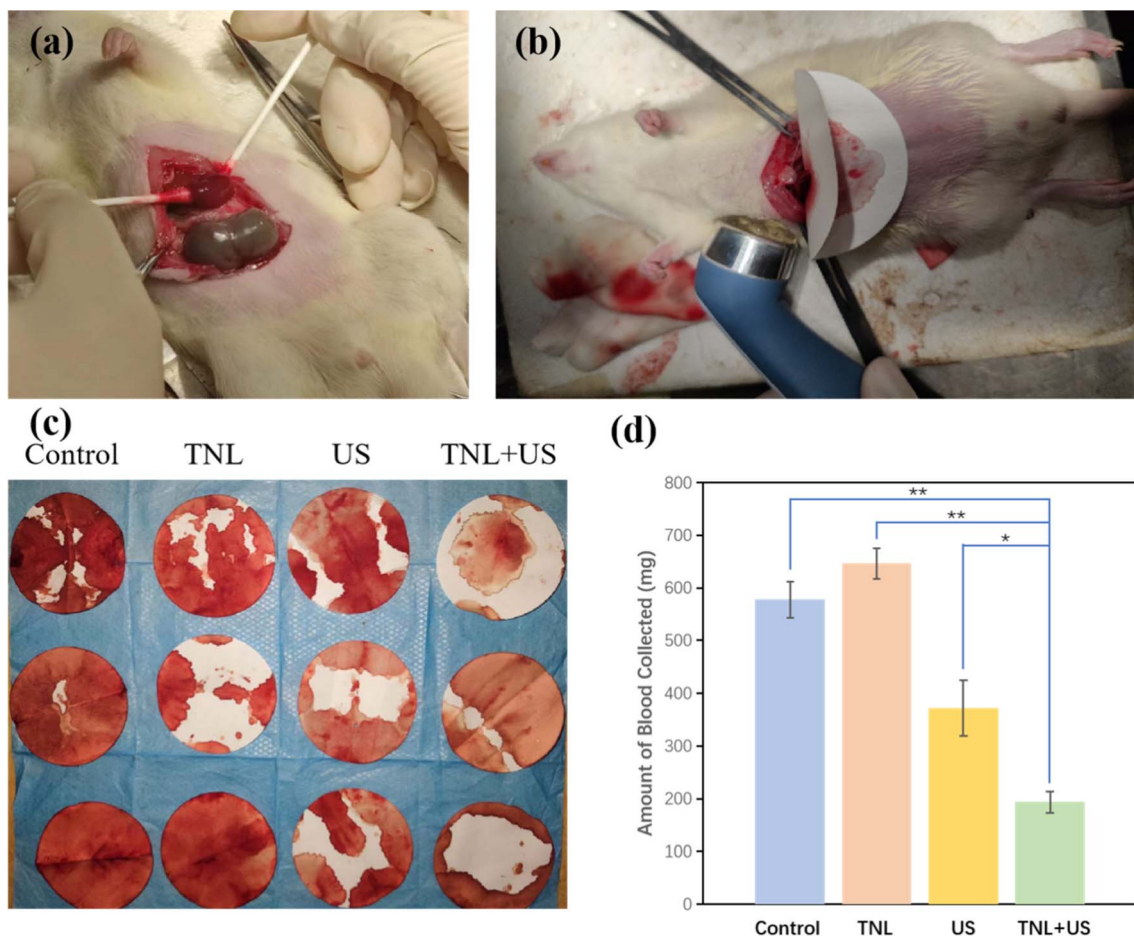 (a)
(b)
(c)
Control TNL US TNL+US
(d)
Amount of Blood Collected (mg)
800
700
600
500
400
300
200
100
0
**
**
*
Control TNL US TNL+US